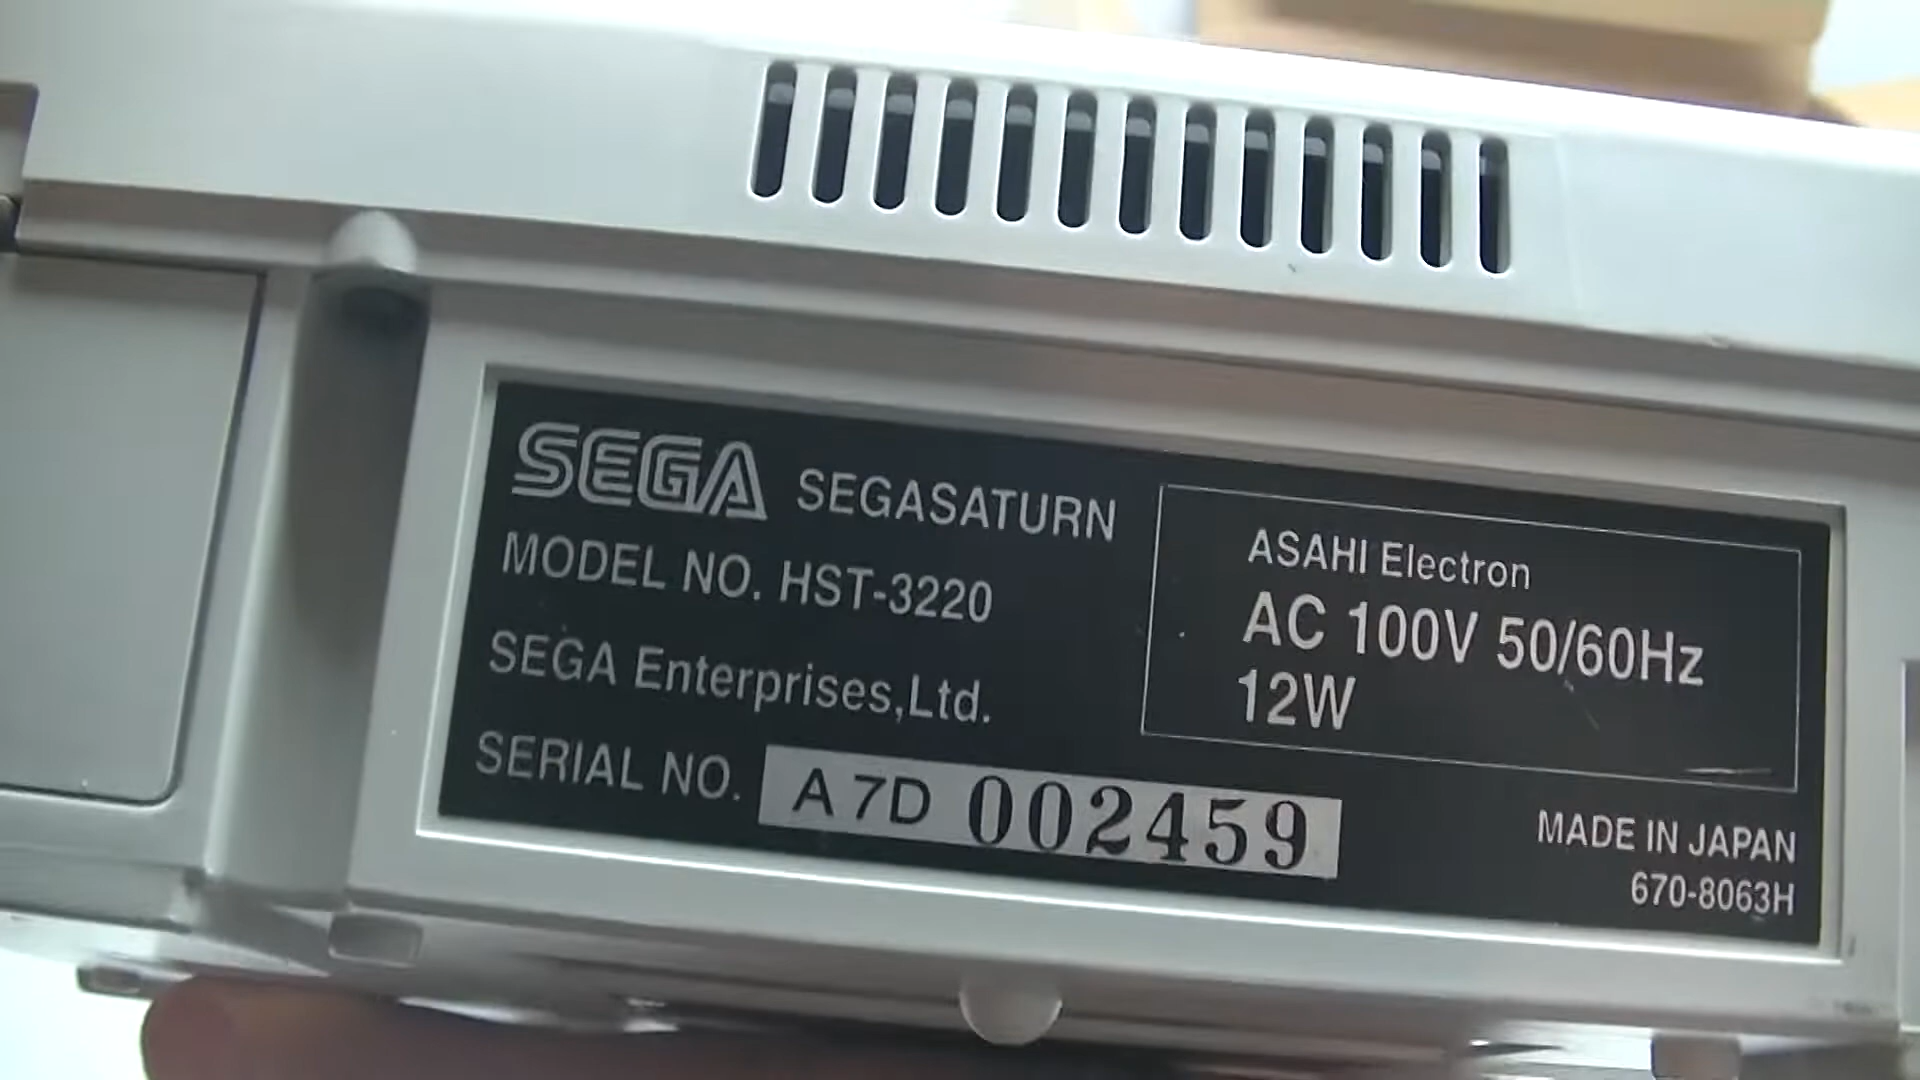 SEGA SEGASATURN
MODEL NO. HST-3220
SEGA Enterprises,Ltd.
SERIAL NO. A7D 002459
ASAHI Electron
AC 100V 50/60Hz
12W
MADE IN JAPAN
670-8063H